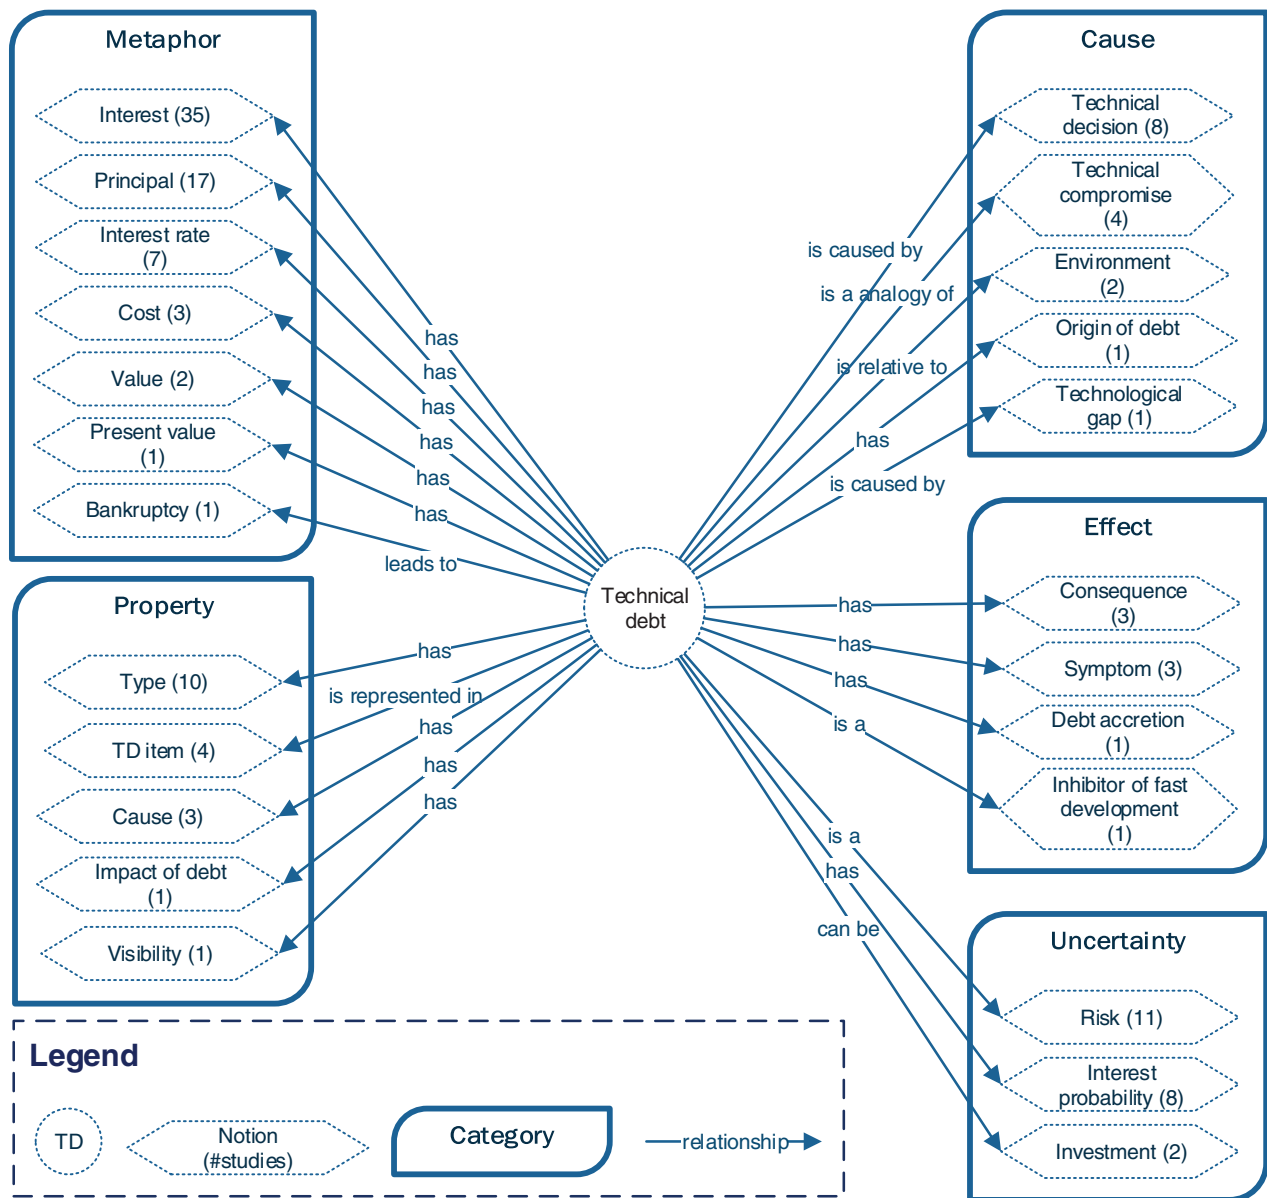 Metaphor
Interest (35)
Principal (17)
Interest rate
(7)
Cost (3)
Value (2)
Present value
(1)
Bankruptcy (1)
has
has
has
has
has
has
leads to
Property
Type (10)
TD item (4)
Cause (3)
Impact of debt
(1)
Visibility (1)
has
is represented in
has
has
has
Technical
debt
Cause
Technical
decision (8)
Technical
compromise
(4)
Environment
(2)
Origin of debt
(1)
Technological
gap (1)
is caused by
is a analogy of
is relative to
has
is caused by
Effect
Consequence
(3)
Symptom (3)
Debt accretion
(1)
Inhibitor of fast
development
(1)
has
has
has
is a
Uncertainty
Risk (11)
Interest
probability (8)
Investment (2)
is a
has
can be
Legend
TD
Notion
(#studies)
Category
relationship